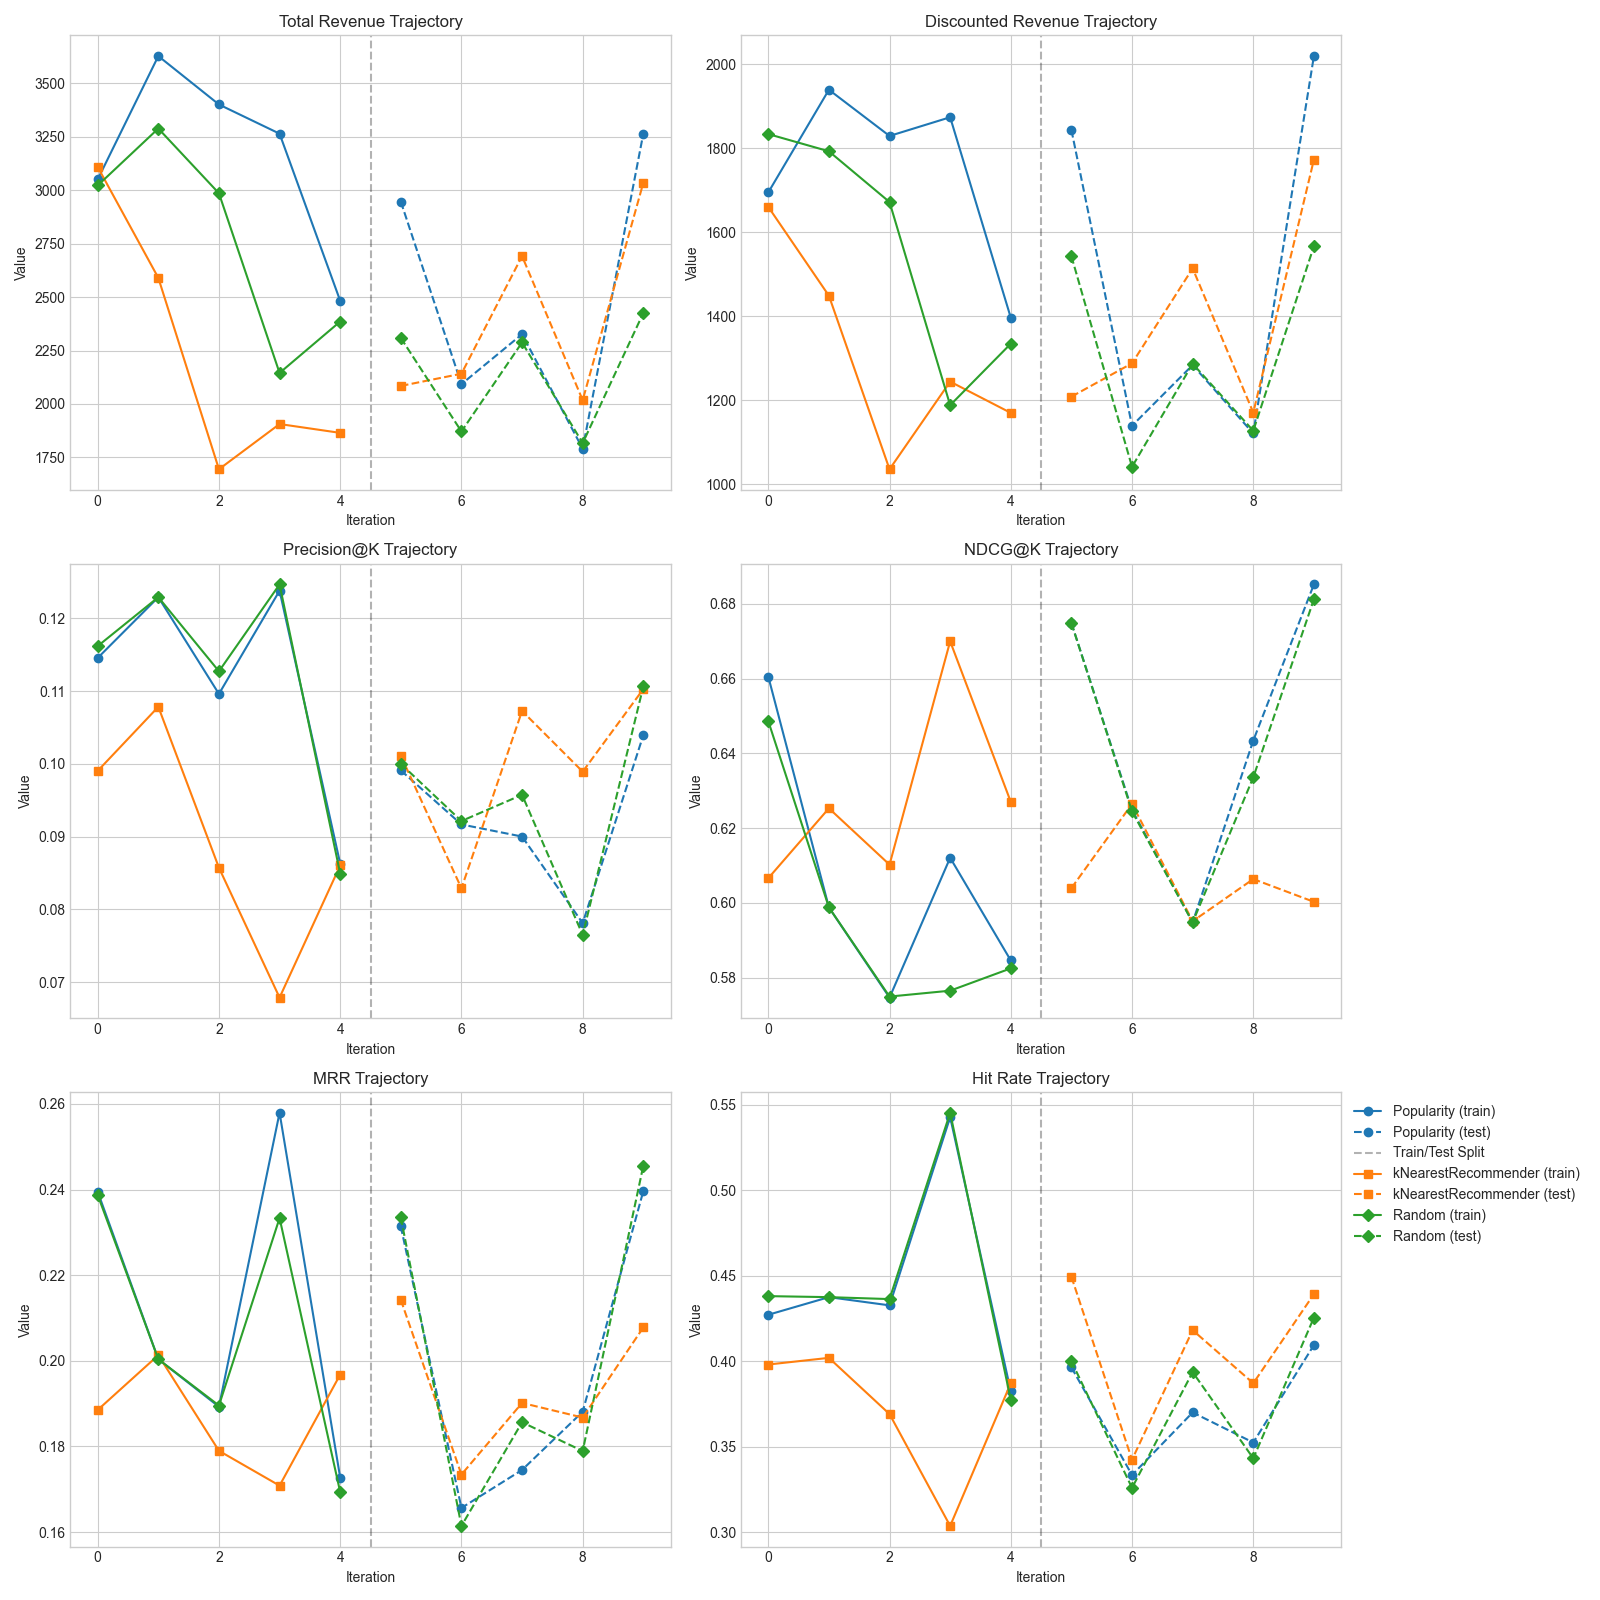 Total Revenue Trajectory
Value
3500
3250
3000
2750
2500
2250
2000
1750
0 2 4 6 8
Iteration
Discounted Revenue Trajectory
Value
2000
1800
1600
1400
1200
1000
0 2 4 6 8
Iteration
Precision@K Trajectory
Value
0.12
0.11
0.10
0.09
0.08
0.07
0 2 4 6 8
Iteration
NDCG@K Trajectory
Value
0.68
0.66
0.64
0.62
0.60
0.58
0 2 4 6 8
Iteration
MRR Trajectory
Value
0.26
0.24
0.22
0.20
0.18
0.16
0 2 4 6 8
Iteration
Hit Rate Trajectory
Value
0.55
0.50
0.45
0.40
0.35
0.30
0 2 4 6 8
Iteration
Popularity (train)
Popularity (test)
Train/Test Split
kNearestRecommender (train)
kNearestRecommender (test)
Random (train)
Random (test)